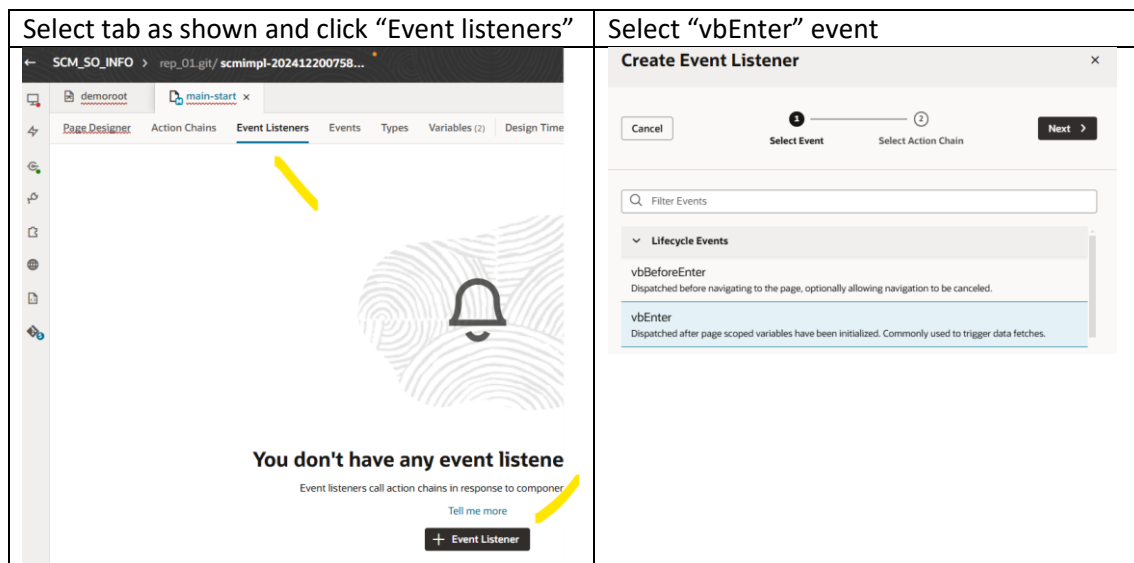 Select tab as shown and click “Event listeners”
Select “vbEnter” event
← SCM_SO_INFO > rep_01.git/ scmimpl-202412200758...
demoroot
main-start ×
Page Designer Action Chains Event Listeners Events Types Variables (2) Design Time
You don't have any event listene
Event listeners call action chains in response to componer
Tell me more
+ Event Listener
Create Event Listener ×
Cancel
1
2
Select Event
Select Action Chain
Next >
Filter Events
Lifecycle Events
vbBeforeEnter
Dispatched before navigating to the page, optionally allowing navigation to be canceled.
vbEnter
Dispatched after page scoped variables have been initialized. Commonly used to trigger data fetches.